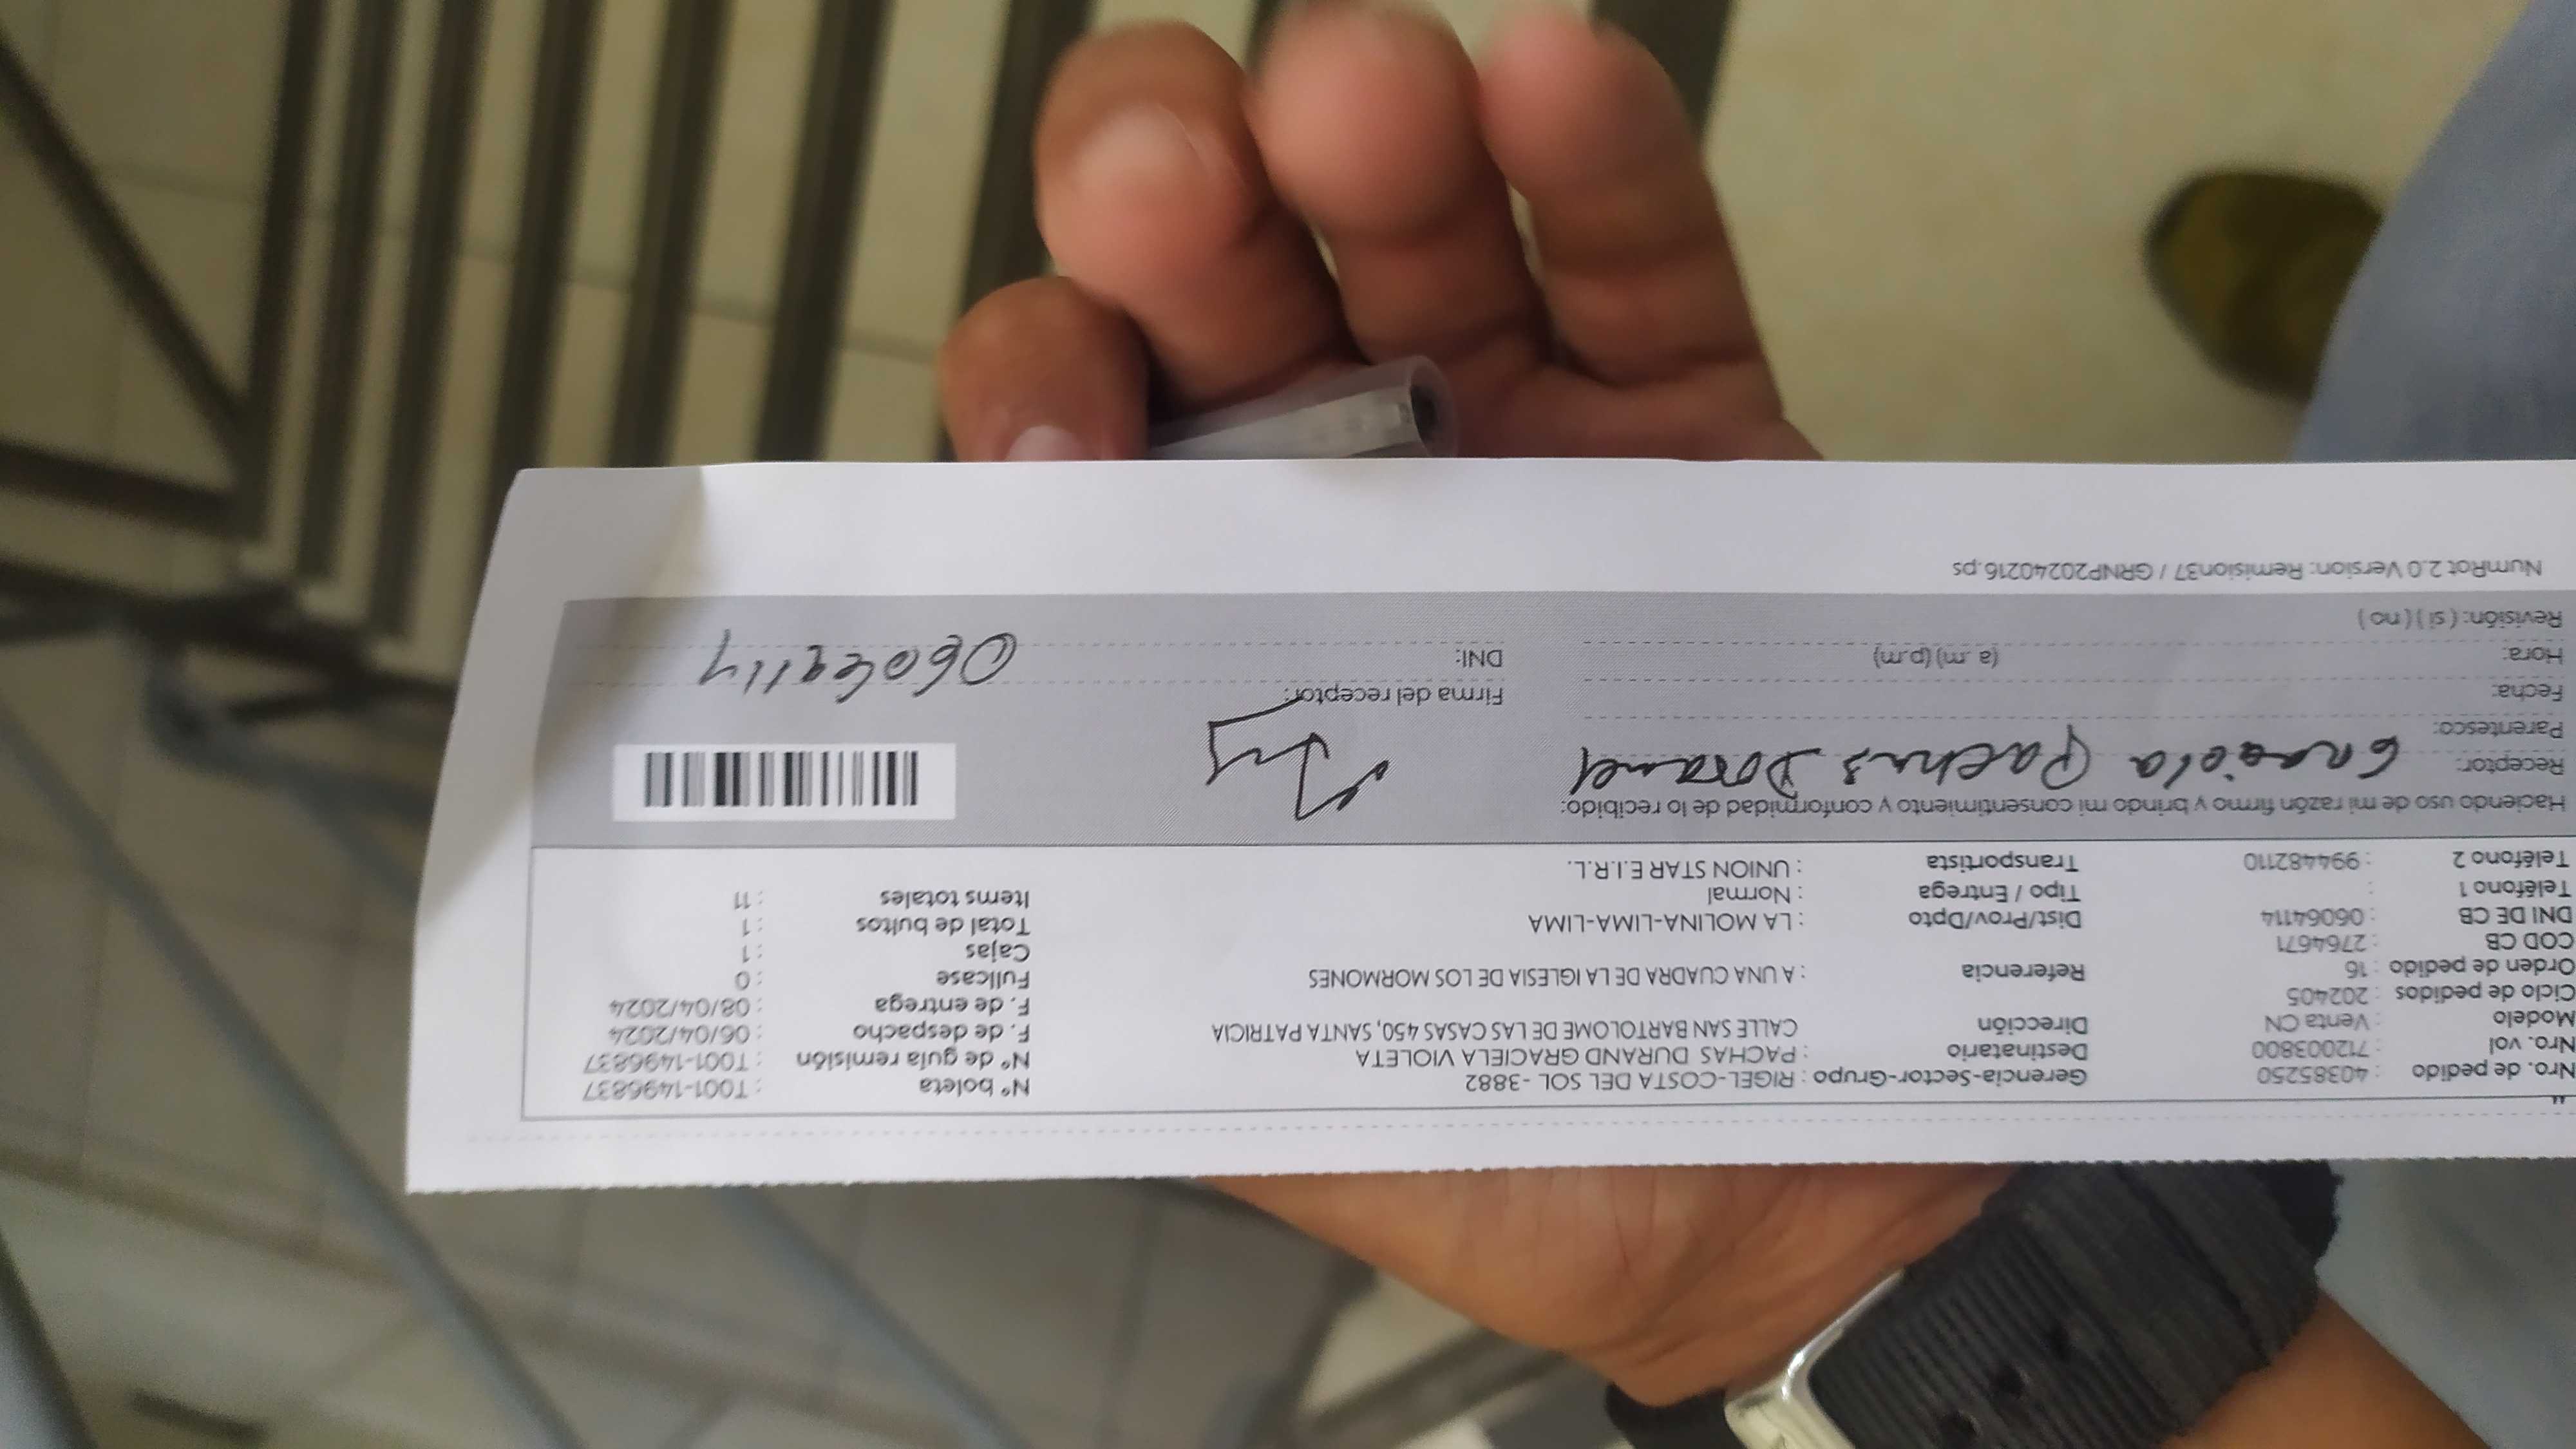 Nro. de pedido : 40385250 Gerencia-Sector-Grupo : RIGEL-COSTA DEL SOL - 3882 N° boleta : T001-1496837
Nro. vol : 712003800 Destinatario : PACHAS DURAND GRACIELA VIOLETA N° de guía remisión : T001-1496837
Modelo : Venta CN Dirección CALLE SAN BARTOLOME DE LAS CASAS 450, SANTA PATRICIA F. de despacho : 06/04/2024
Ciclo de pedidos : 202405 F. de entrega : 08/04/2024
Orden de pedido : 16 Referencia : A UNA CUADRA DE LA IGLESIA DE LOS MORMONES Fullcase : 0
COD CB : 2764671 Cajas : 1
DNI DE CB : 06064114 Dist/Prov/Dpto : LA MOLINA-LIMA-LIMA Total de bultos : 1
Teléfono 1 : Tipo / Entrega : Normal Items totales : 11
Teléfono 2 : 994482110 Transportista : UNION STAR E.I.R.L.
Haciendo uso de mi razón firmo y brindo mi consentimiento y conformidad de lo recibido:
Receptor: Graciela Pachas Durand
Parentesco:
Fecha: Firma del receptor:
Hora: (a .m) (p.m) DNI: 06064114
Revisión: ( si ) ( no )
NumRot 2.0 Version: Remision37 / GRNP20240216.ps